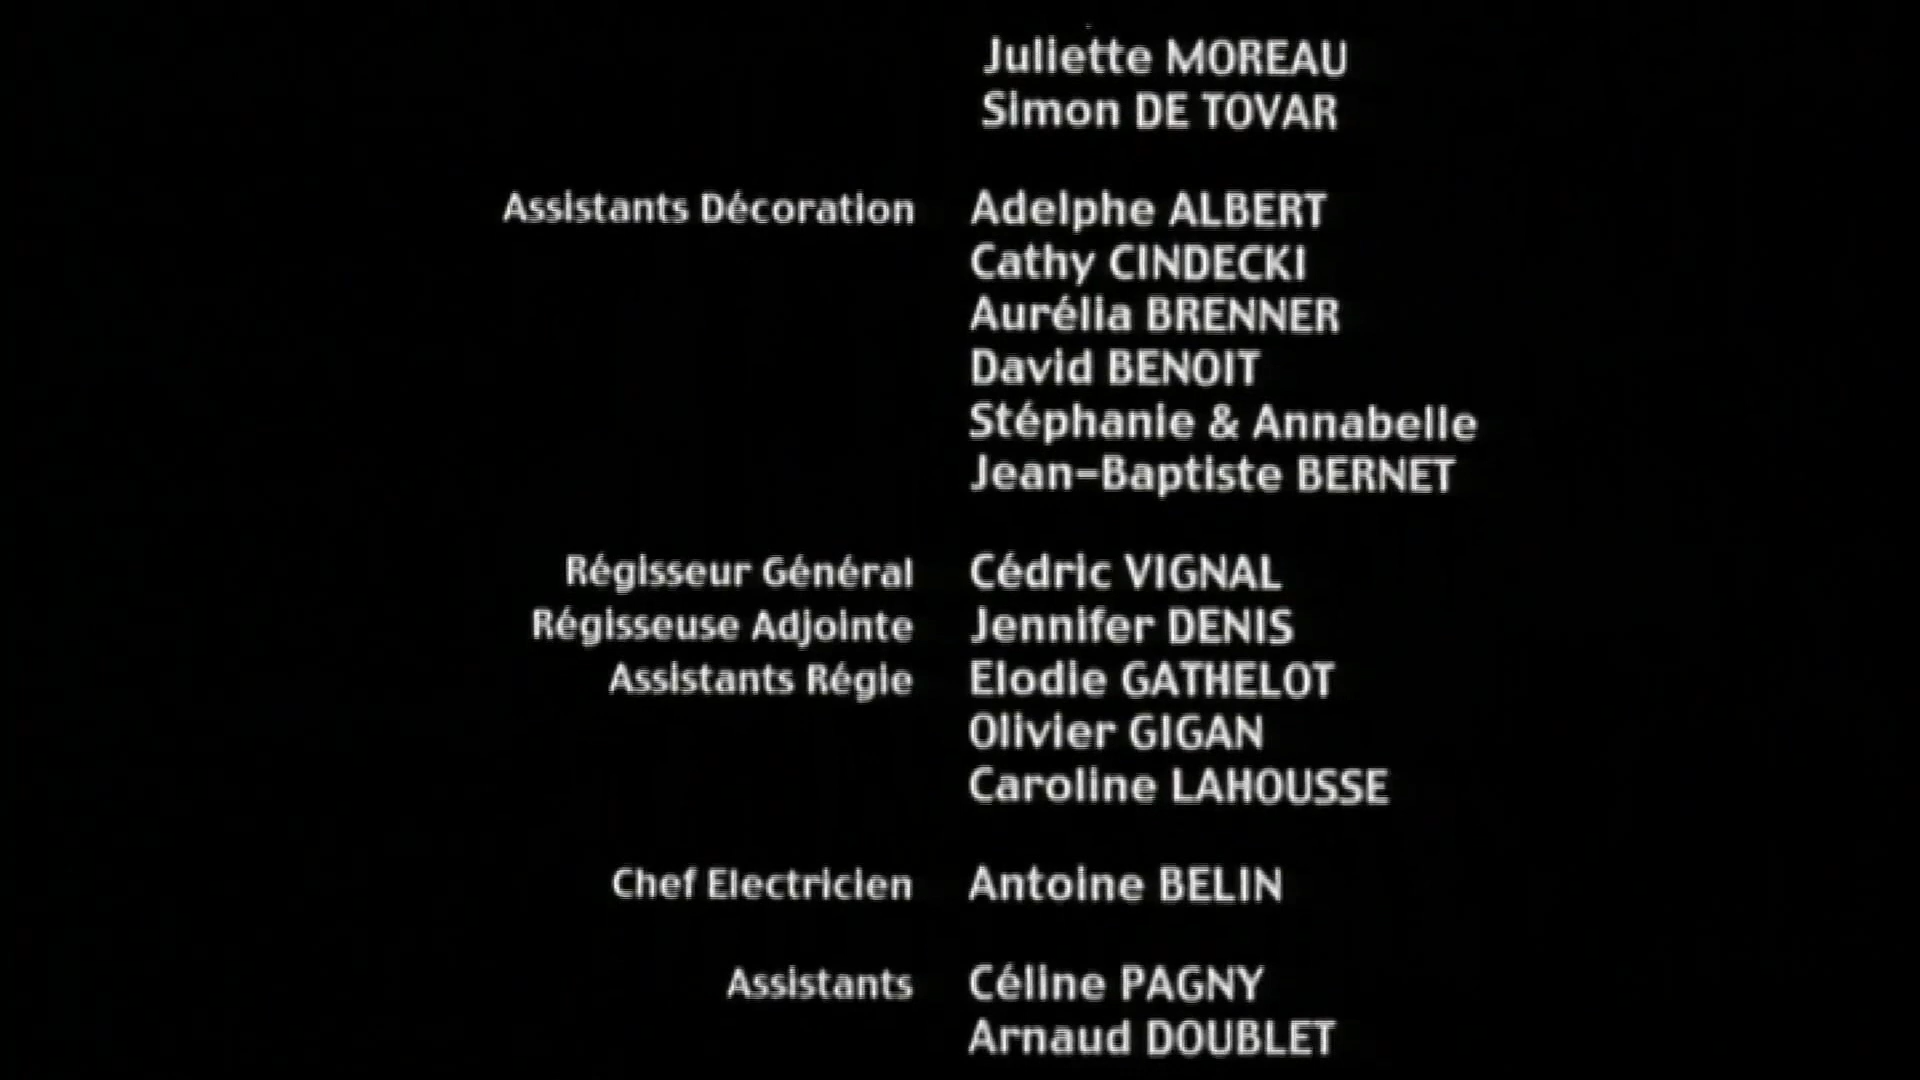 Juliette MOREAU
Simon DE TOVAR
Assistants Décoration Adelphe ALBERT
Cathy CINDECKI
Aurélia BRENNER
David BENOIT
Stéphanie & Annabelle
Jean-Baptiste BERNET
Régisseur Général Cédric VIGNAL
Régisseuse Adjointe Jennifer DENIS
Assistants Régie Elodie GATHELOT
Olivier GIGAN
Caroline LAHOUSSE
Chef Electricien Antoine BELIN
Assistants Céline PAGNY
Arnaud DOUBLET